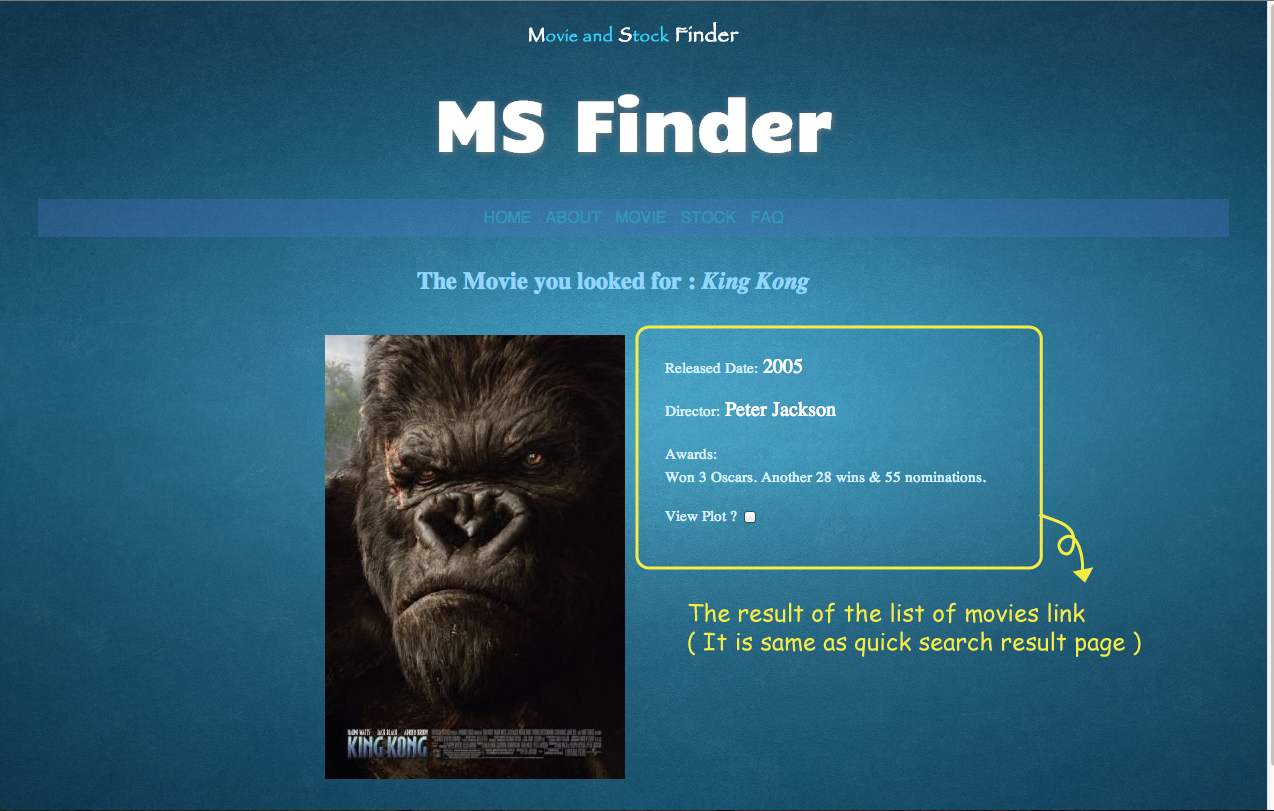 Movie and Stock Finder
MS Finder
HOME ABOUT MOVIE STOCK FAQ
The Movie you looked for : King Kong
Released Date: 2005
Director: Peter Jackson
Awards:
Won 3 Oscars. Another 28 wins & 55 nominations.
View Plot ?
The result of the list of movies link
( It is same as quick search result page )
NAOMI WATTS JACK BLACK ADRIEN BRODY
KING KONG